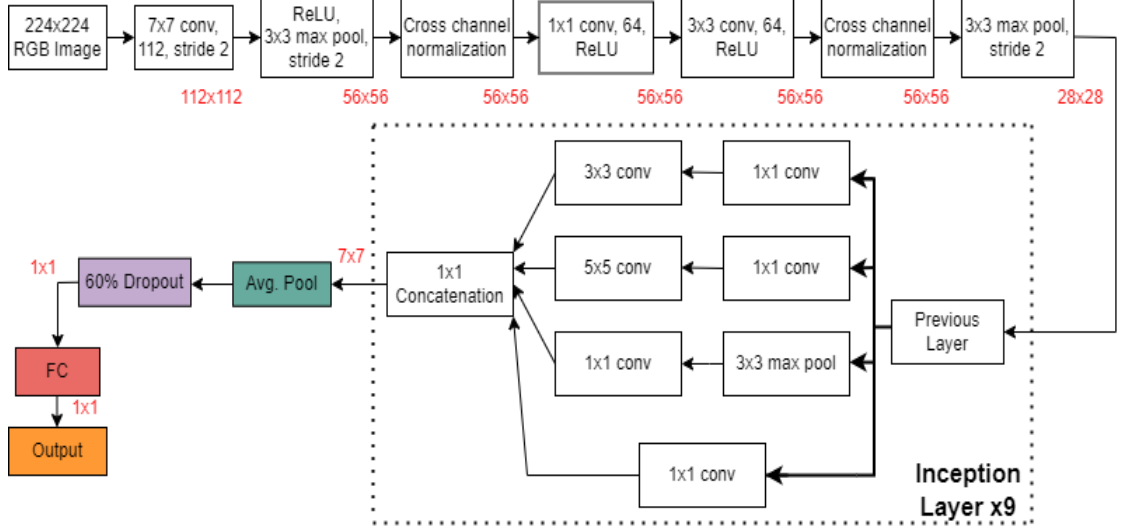 224x224
RGB Image
7x7 conv,
112, stride 2
ReLU,
3x3 max pool,
stride 2
Cross channel
normalization
1x1 conv, 64,
ReLU
3x3 conv, 64,
ReLU
Cross channel
normalization
3x3 max pool,
stride 2
112x112
56x56
56x56
56x56
56x56
56x56
28x28
3x3 conv
1x1 conv
5x5 conv
1x1 conv
1x1 conv
3x3 max pool
1x1 conv
Previous
Layer
1x1
Concatenation
7x7
Avg. Pool
60% Dropout
1x1
FC
1x1
Output
Inception
Layer x9